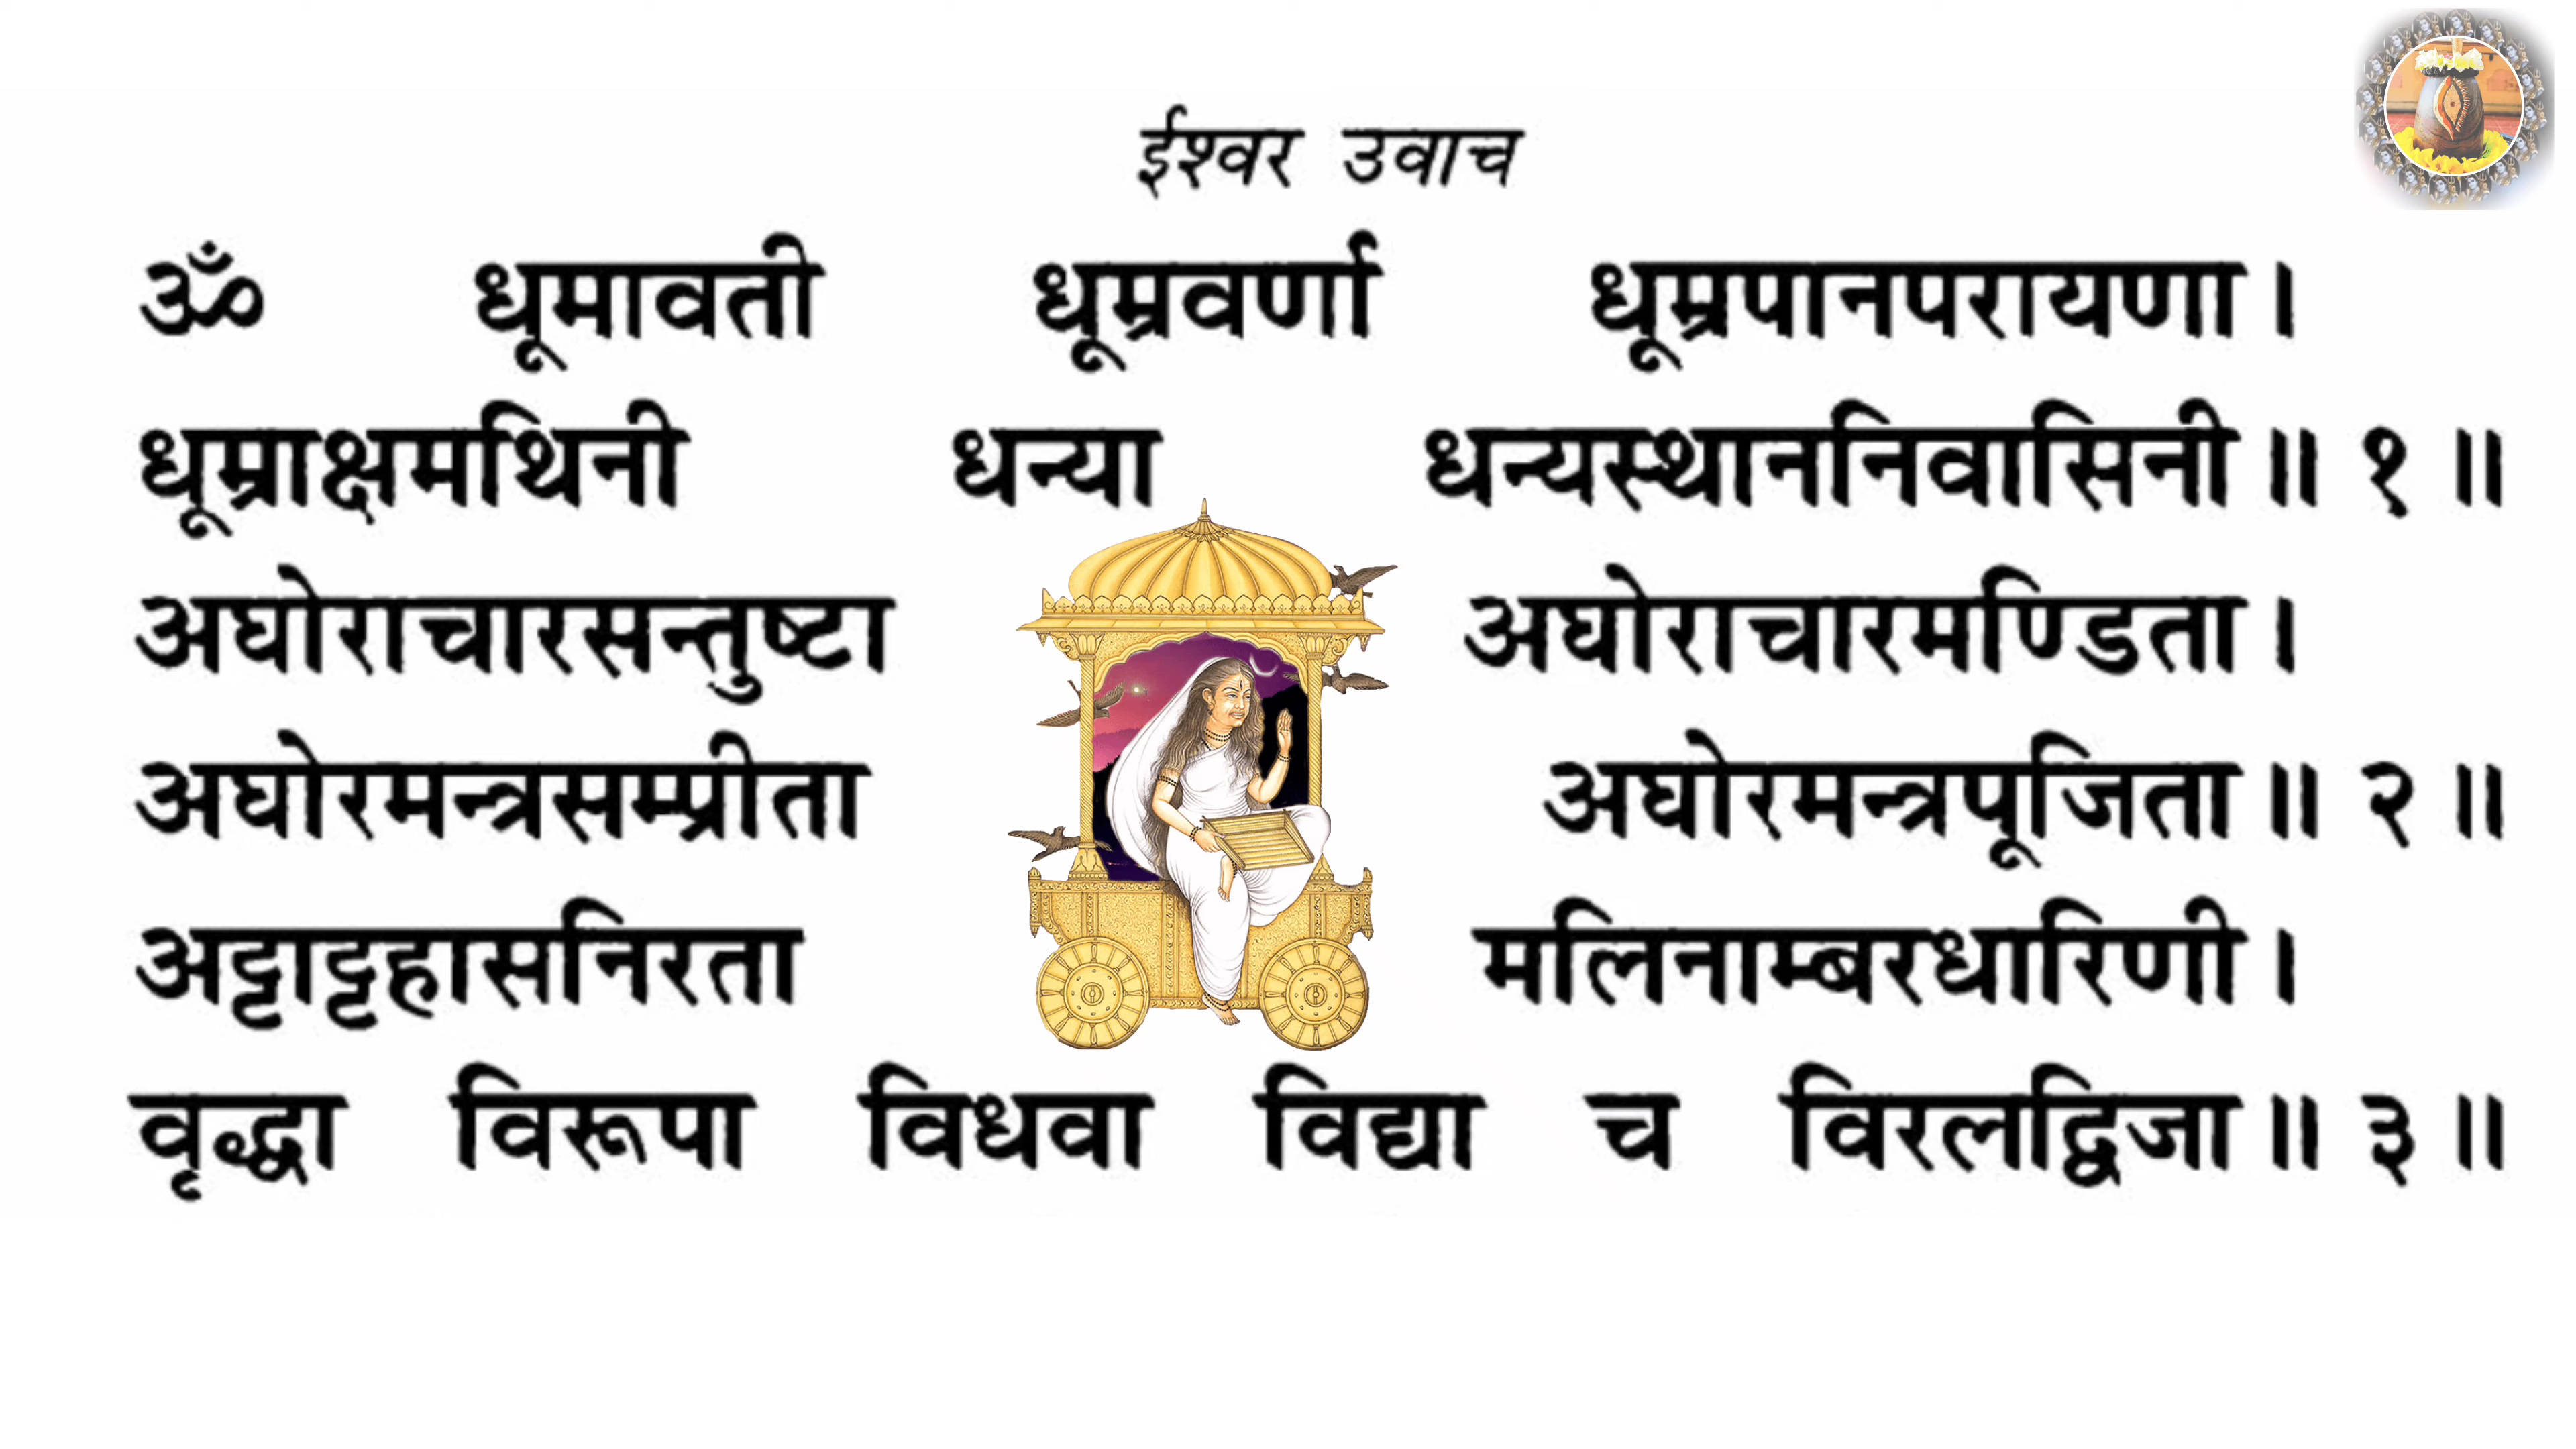 ईश्वर उवाच
ॐ धूमावती धूम्रवर्णा धूम्रपानपरायणा ।
धूम्राक्षमथिनी धन्या धन्यस्थाननिवासिनी ॥ १ ॥
अघोराचारसन्तुष्टा अघोराचारमण्डिता ।
अघोरमन्त्रसम्प्रीता अघोरमन्त्रपूजिता ॥ २ ॥
अट्टाट्टहासनिरता मलिनाम्बरधारिणी ।
वृद्धा विरूपा विधवा विद्या च विरलद्विजा ॥ ३ ॥